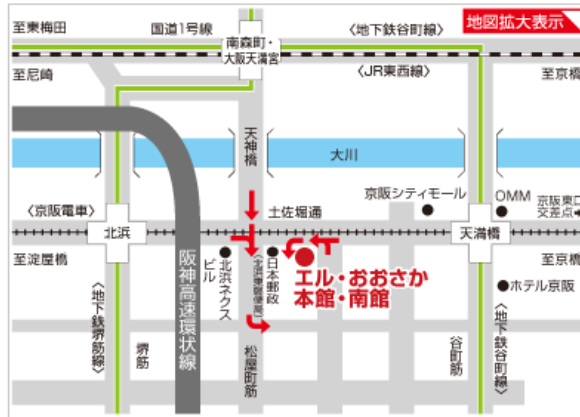 地図拡大表示
至東梅田
国道1号線
〈地下鉄谷町線〉
南森町・
大阪天満宮
至尼崎
〈JR東西線〉
至京橋
天神橋
大川
京阪シティモール
OMM
京阪東口
交差点
〈京阪電車〉
土佐堀通
北浜
天満橋
至淀屋橋
至京橋
阪神高速環状線
北浜ネクス
ビル
日本郵政
〈北浜東郵便局〉
エル・おおさか
本館・南館
ホテル京阪
〈地下鉄堺筋線〉
堺筋
松屋町筋
谷町筋
〈地下鉄谷町線〉